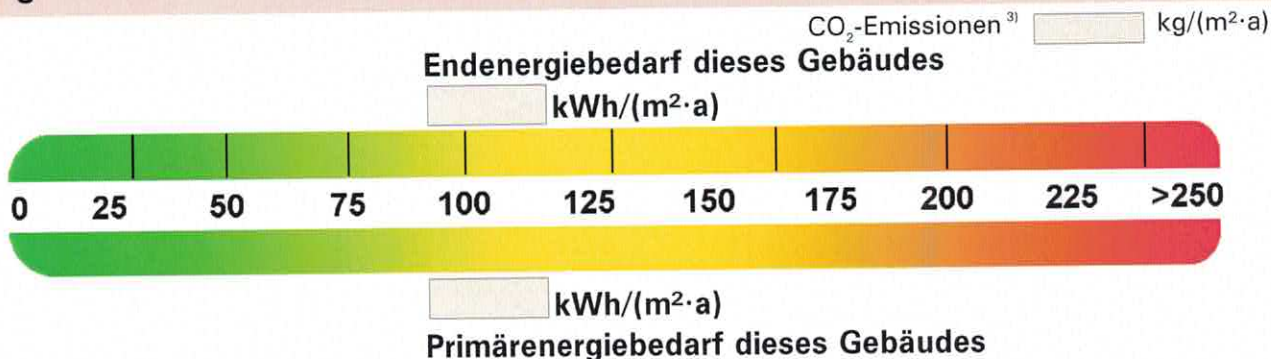 CO₂-Emissionen ³⁾ kg/(m²·a)
Endenergiebedarf dieses Gebäudes
kWh/(m²·a)
0 25 50 75 100 125 150 175 200 225 >250
kWh/(m²·a)
Primärenergiebedarf dieses Gebäudes